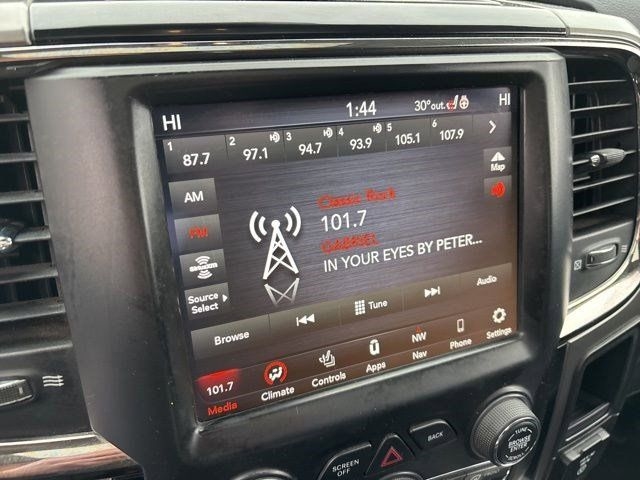 HI 1:44 30°out. HI
1 87.7 2 97.1 3 94.7 4 93.9 5 105.1 6 107.9
AM
FM
Classic Rock
101.7
GABRIEL
IN YOUR EYES BY PETER...
Map
SiriusXM
Source Select
Browse Tune Audio
101.7 Media Climate Controls Apps NW Nav Phone Settings
SCREEN OFF
BACK
TUNE
BROWSE
ENTER